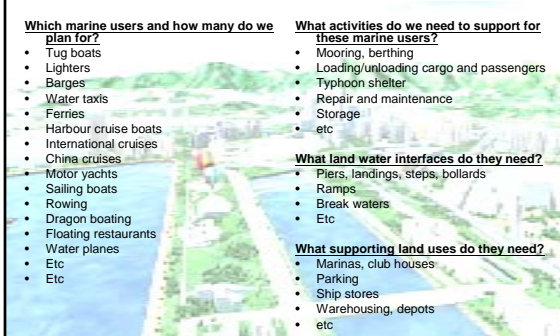 Which marine users and how many do we
plan for?
• Tug boats
• Lighters
• Barges
• Water taxis
• Ferries
• Harbour cruise boats
• International cruises
• China cruises
• Motor yachts
• Sailing boats
• Rowing
• Dragon boating
• Floating restaurants
• Water planes
• Etc
• Etc
What activities do we need to support for
these marine users?
• Mooring, berthing
• Loading/unloading cargo and passengers
• Typhoon shelter
• Repair and maintenance
• Storage
• etc
What land water interfaces do they need?
• Piers, landings, steps, bollards
• Ramps
• Break waters
• Etc
What supporting land uses do they need?
• Marinas, club houses
• Parking
• Ship stores
• Warehousing, depots
• etc